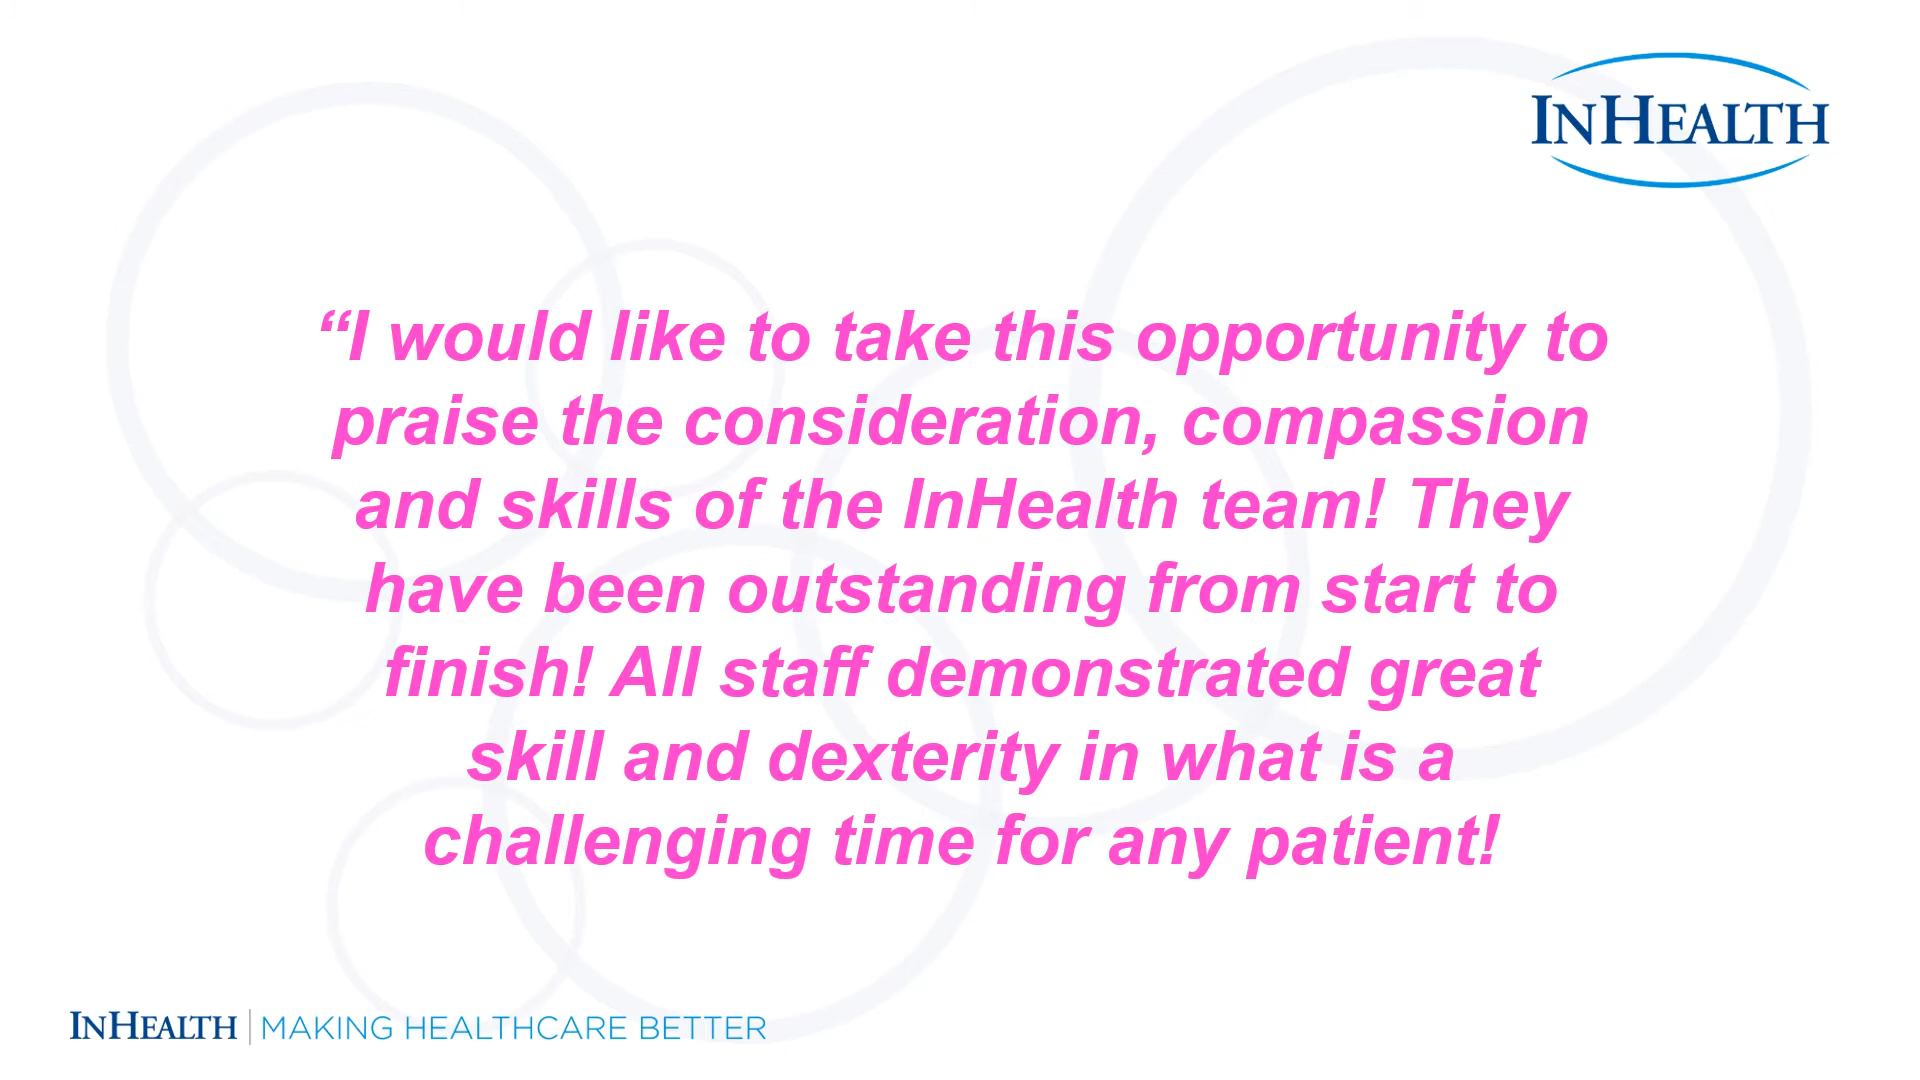 INHEALTH
“I would like to take this opportunity to
praise the consideration, compassion
and skills of the InHealth team! They
have been outstanding from start to
finish! All staff demonstrated great
skill and dexterity in what is a
challenging time for any patient!
INHEALTH | MAKING HEALTHCARE BETTER